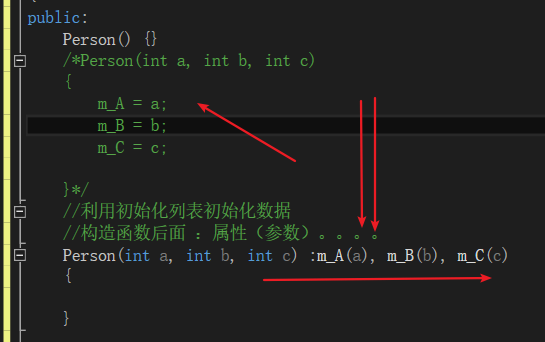 public:
Person() {}
/*Person(int a, int b, int c)
{
m_A = a;
m_B = b;
m_C = c;
}*/
//利用初始化列表初始化数据
//构造函数后面 : 属性（参数）。。。。
Person(int a, int b, int c) :m_A(a), m_B(b), m_C(c)
{
}